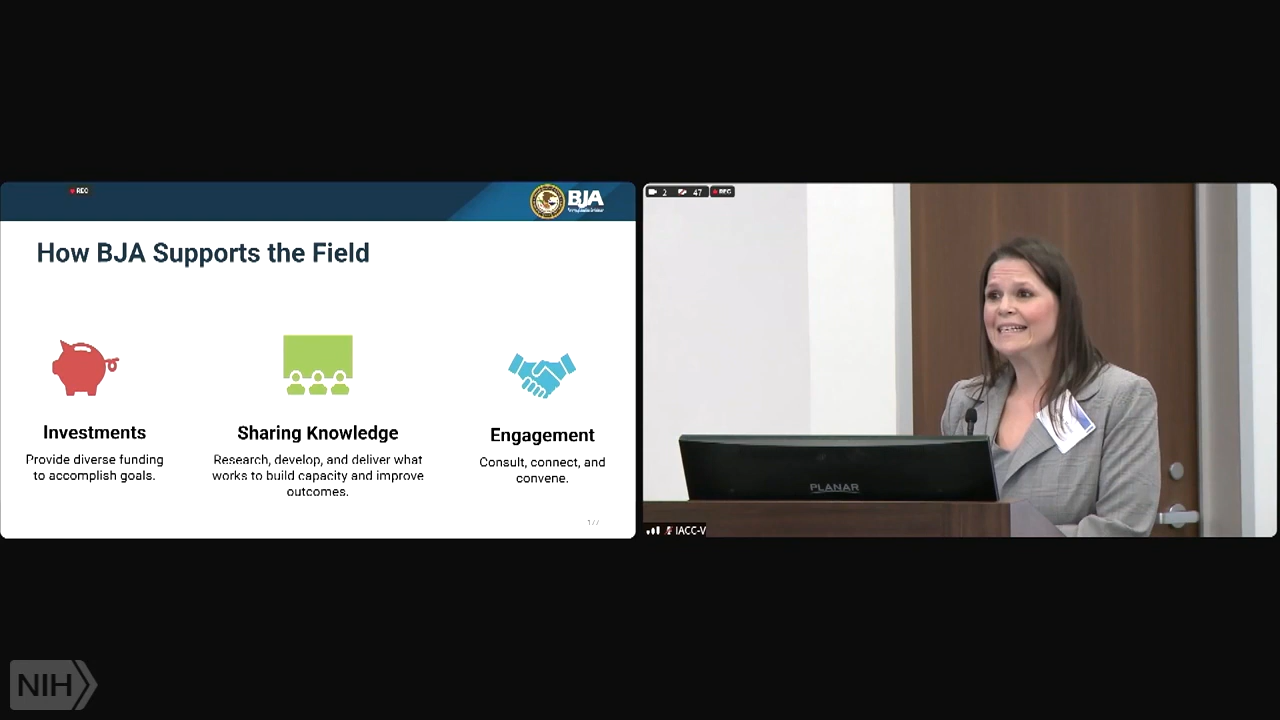 REC
BJA
How BJA Supports the Field
Investments
Provide diverse funding
to accomplish goals.
Sharing Knowledge
Research, develop, and deliver what
works to build capacity and improve
outcomes.
Engagement
Consult, connect, and
convene.
2 47 REC
PLANAR
IACC-V
NIH